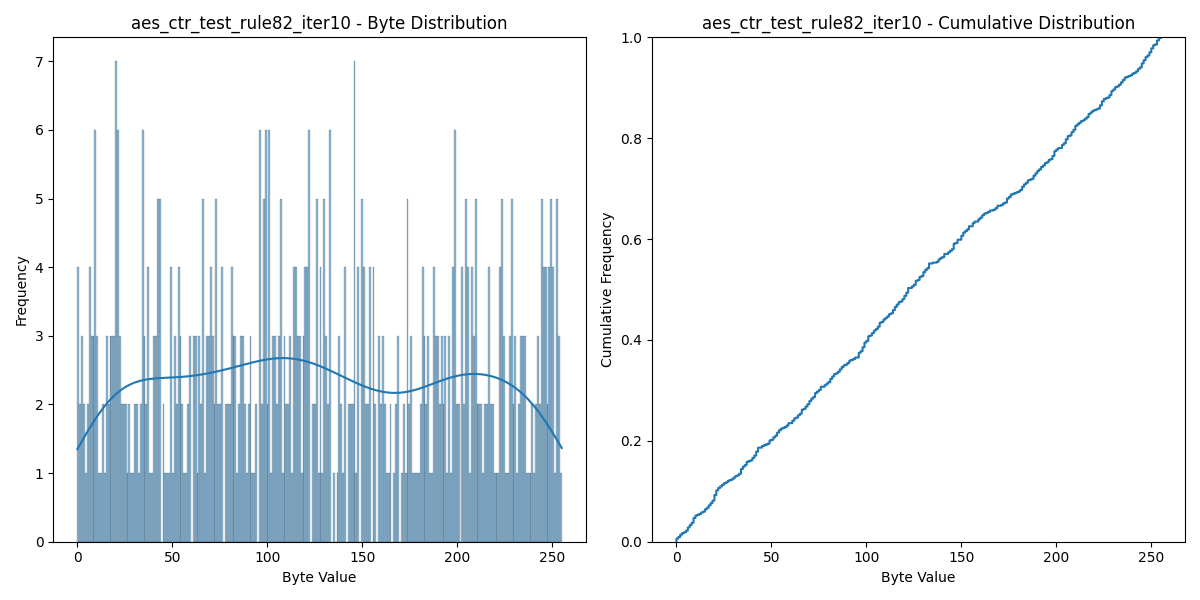 aes_ctr_test_rule82_iter10 - Byte Distribution
7
6
5
4
3
2
1
0
Frequency
0 50 100 150 200 250
Byte Value
aes_ctr_test_rule82_iter10 - Cumulative Distribution
1.0
0.8
0.6
0.4
0.2
0.0
Cumulative Frequency
0 50 100 150 200 250
Byte Value